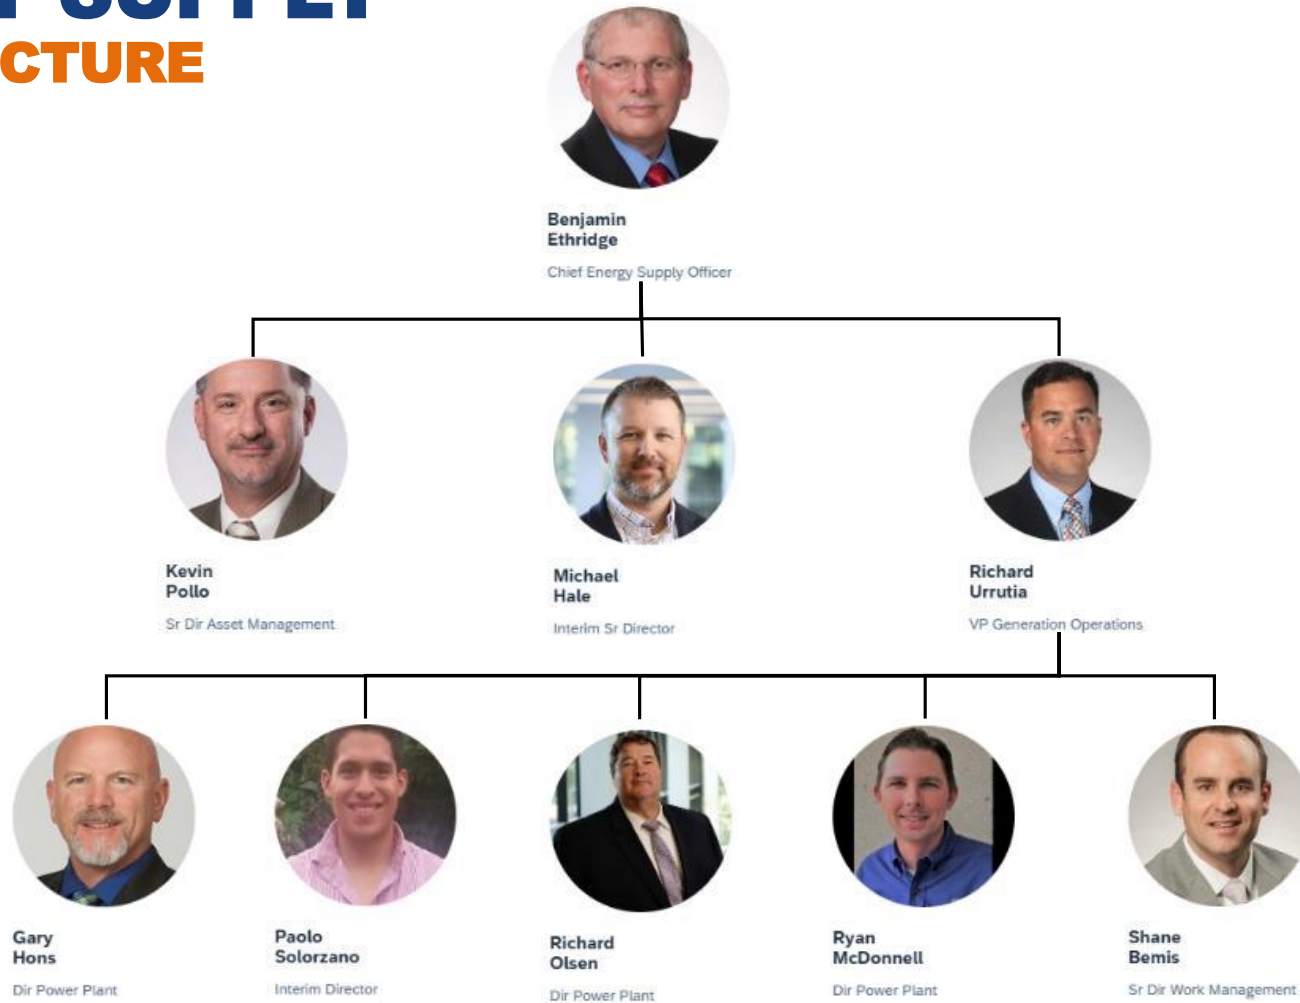 CTURE
Benjamin
Ethridge
Chief Energy Supply Officer
Kevin
Pollo
Sr Dir Asset Management
Michael
Hale
Interim Sr Director
Richard
Urrutia
VP Generation Operations
Gary
Hons
Dir Power Plant
Paolo
Solorzano
Interim Director
Richard
Olsen
Dir Power Plant
Ryan
McDonnell
Dir Power Plant
Shane
Bemis
Sr Dir Work Management